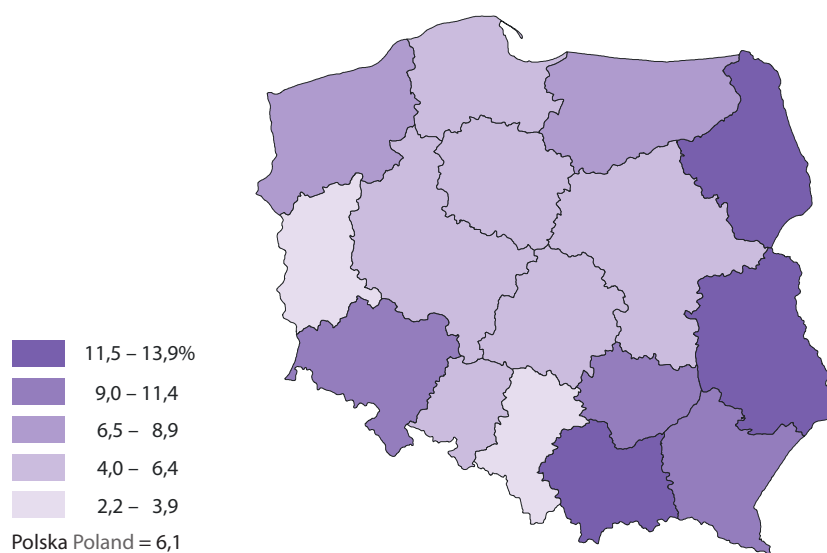 11,5 – 13,9%
9,0 – 11,4
6,5 – 8,9
4,0 – 6,4
2,2 – 3,9
Polska Poland = 6,1